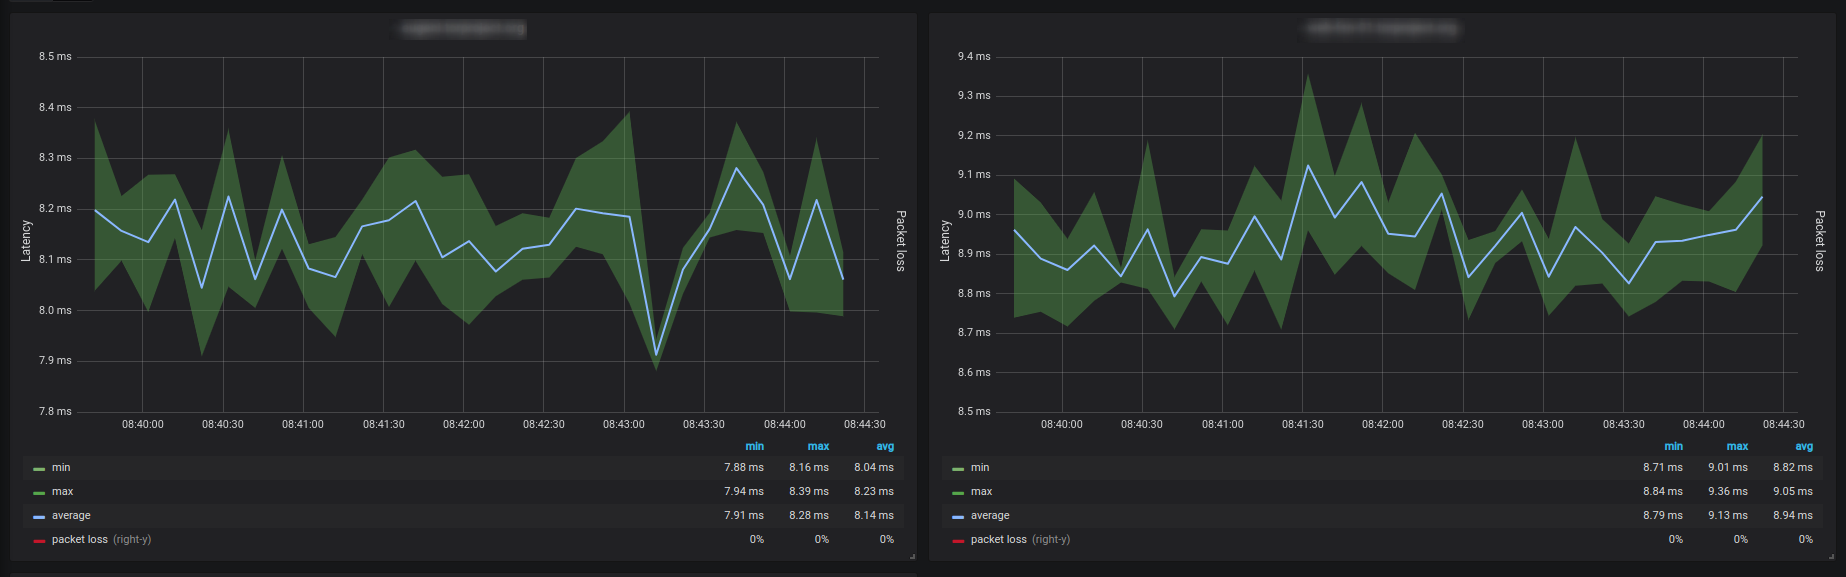 8.5 ms
8.4 ms
8.3 ms
8.2 ms
8.1 ms
8.0 ms
7.9 ms
7.8 ms
Latency
Packet loss
08:40:00 08:40:30 08:41:00 08:41:30 08:42:00 08:42:30 08:43:00 08:43:30 08:44:00 08:44:30
min max avg
min 7.88 ms 8.16 ms 8.04 ms
max 7.94 ms 8.39 ms 8.23 ms
average 7.91 ms 8.28 ms 8.14 ms
packet loss (right-y) 0% 0% 0%
9.4 ms
9.3 ms
9.2 ms
9.1 ms
9.0 ms
8.9 ms
8.8 ms
8.7 ms
8.6 ms
8.5 ms
Latency
Packet loss
08:40:00 08:40:30 08:41:00 08:41:30 08:42:00 08:42:30 08:43:00 08:43:30 08:44:00 08:44:30
min max avg
min 8.71 ms 9.01 ms 8.82 ms
max 8.84 ms 9.36 ms 9.05 ms
average 8.79 ms 9.13 ms 8.94 ms
packet loss (right-y) 0% 0% 0%